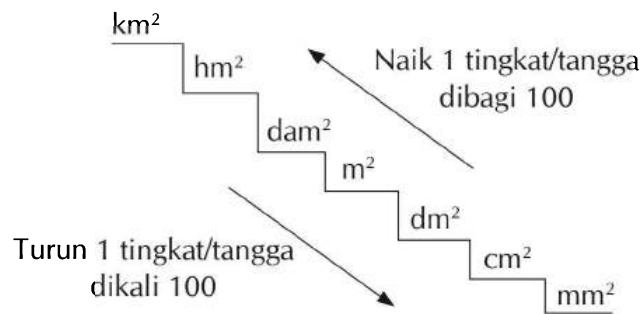 km²
hm²
Naik 1 tingkat/tangga
dibagi 100
dam²
m²
dm²
Turun 1 tingkat/tangga
dikali 100
cm²
mm²